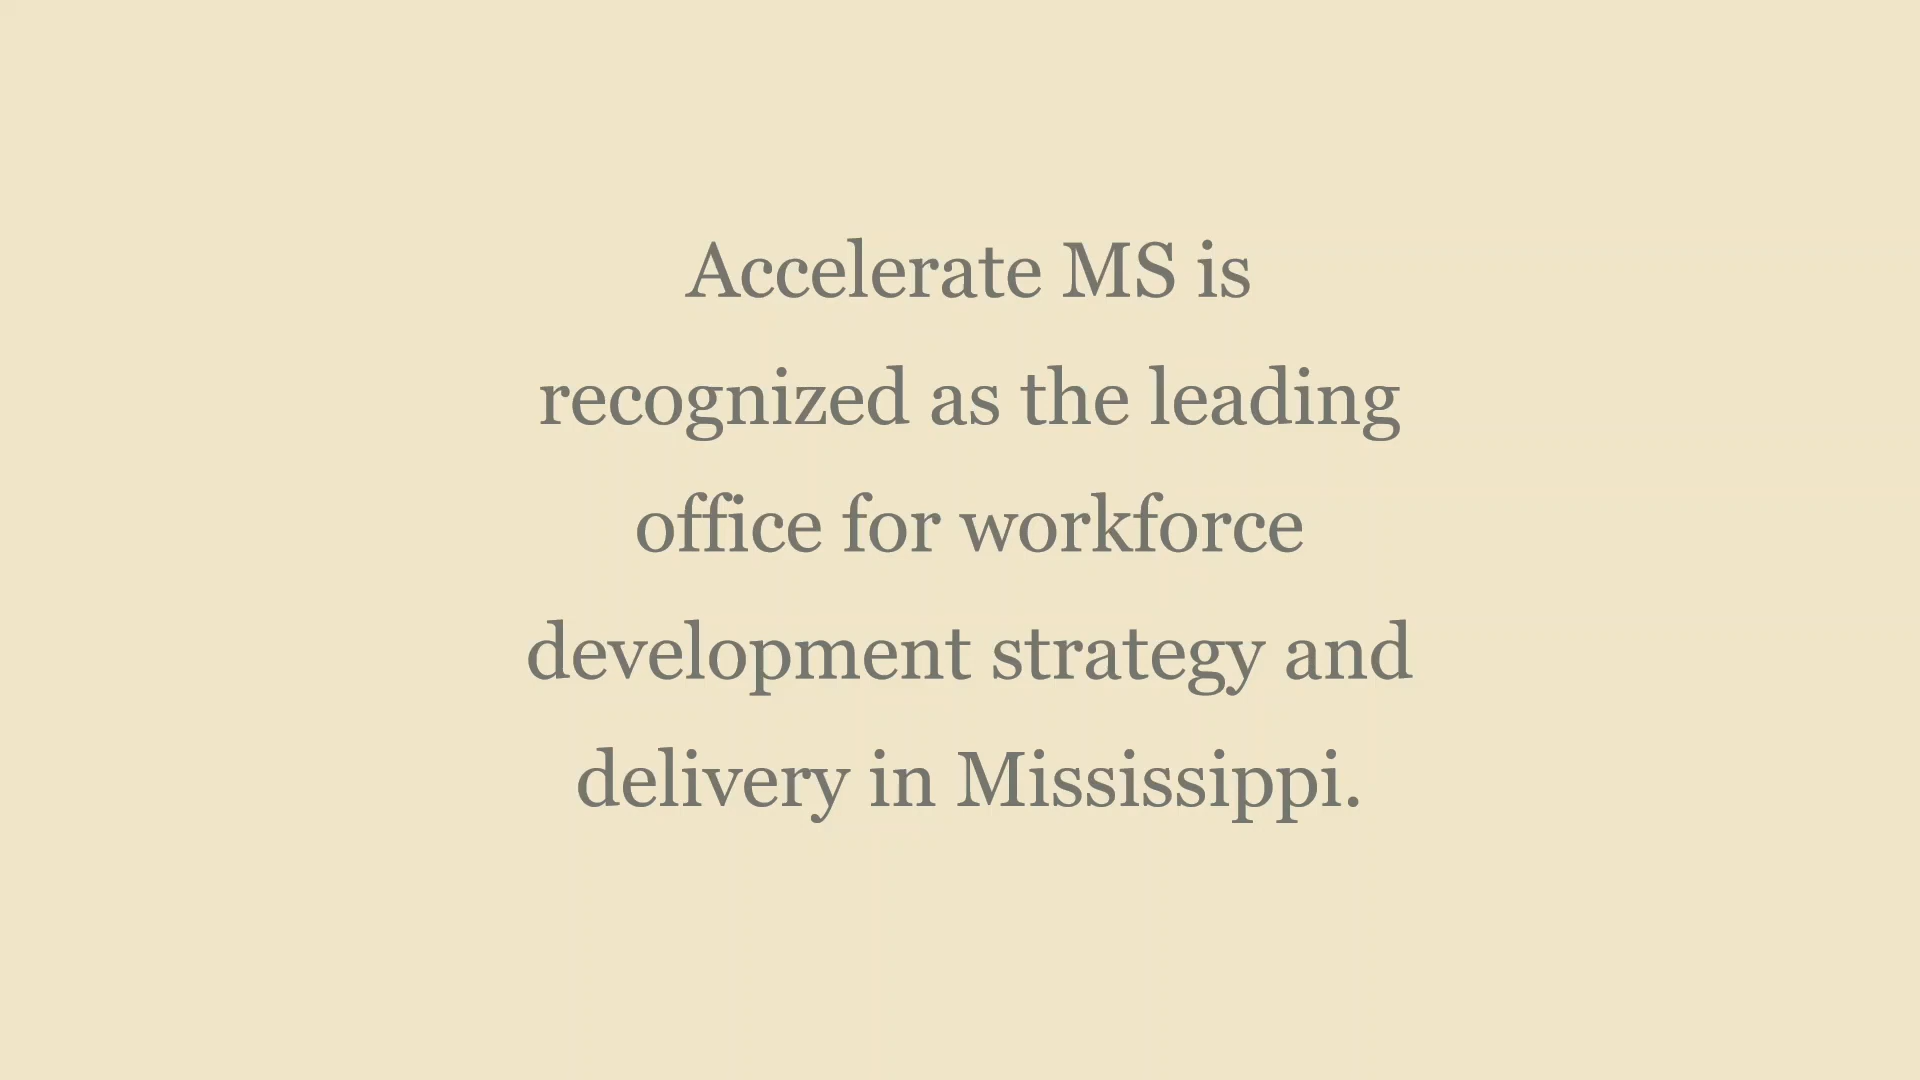 Accelerate MS is
recognized as the leading
office for workforce
development strategy and
delivery in Mississippi.